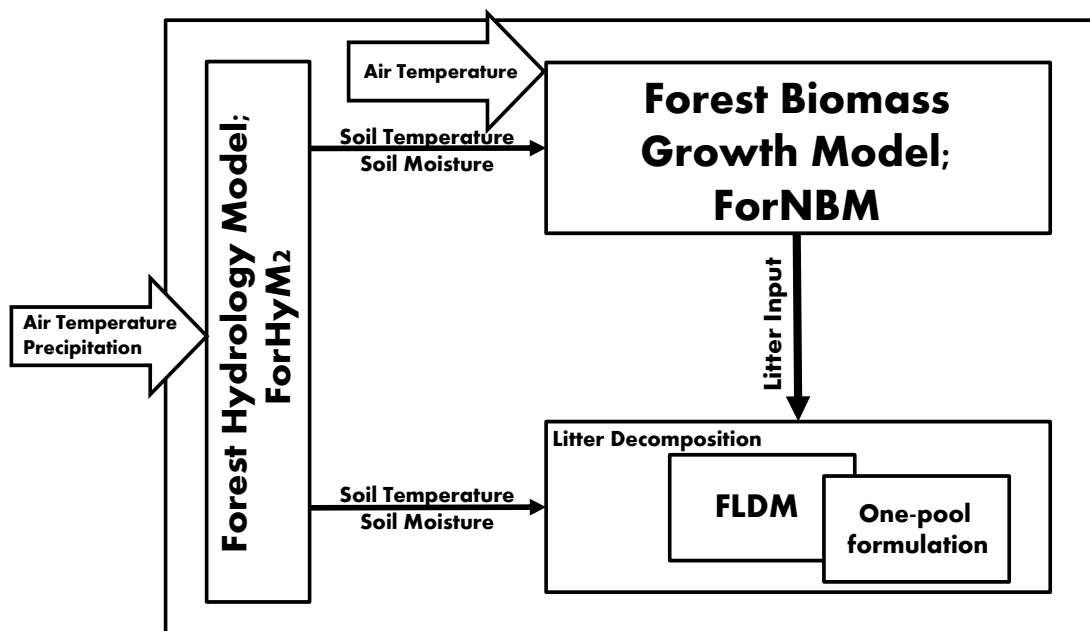 Air Temperature
Forest Biomass
Growth Model;
ForNBM
Soil Temperature
Soil Moisture
Forest Hydrology Model;
ForHyM2
Air Temperature
Precipitation
Litter Input
Litter Decomposition
FLDM
One-pool
formulation
Soil Temperature
Soil Moisture